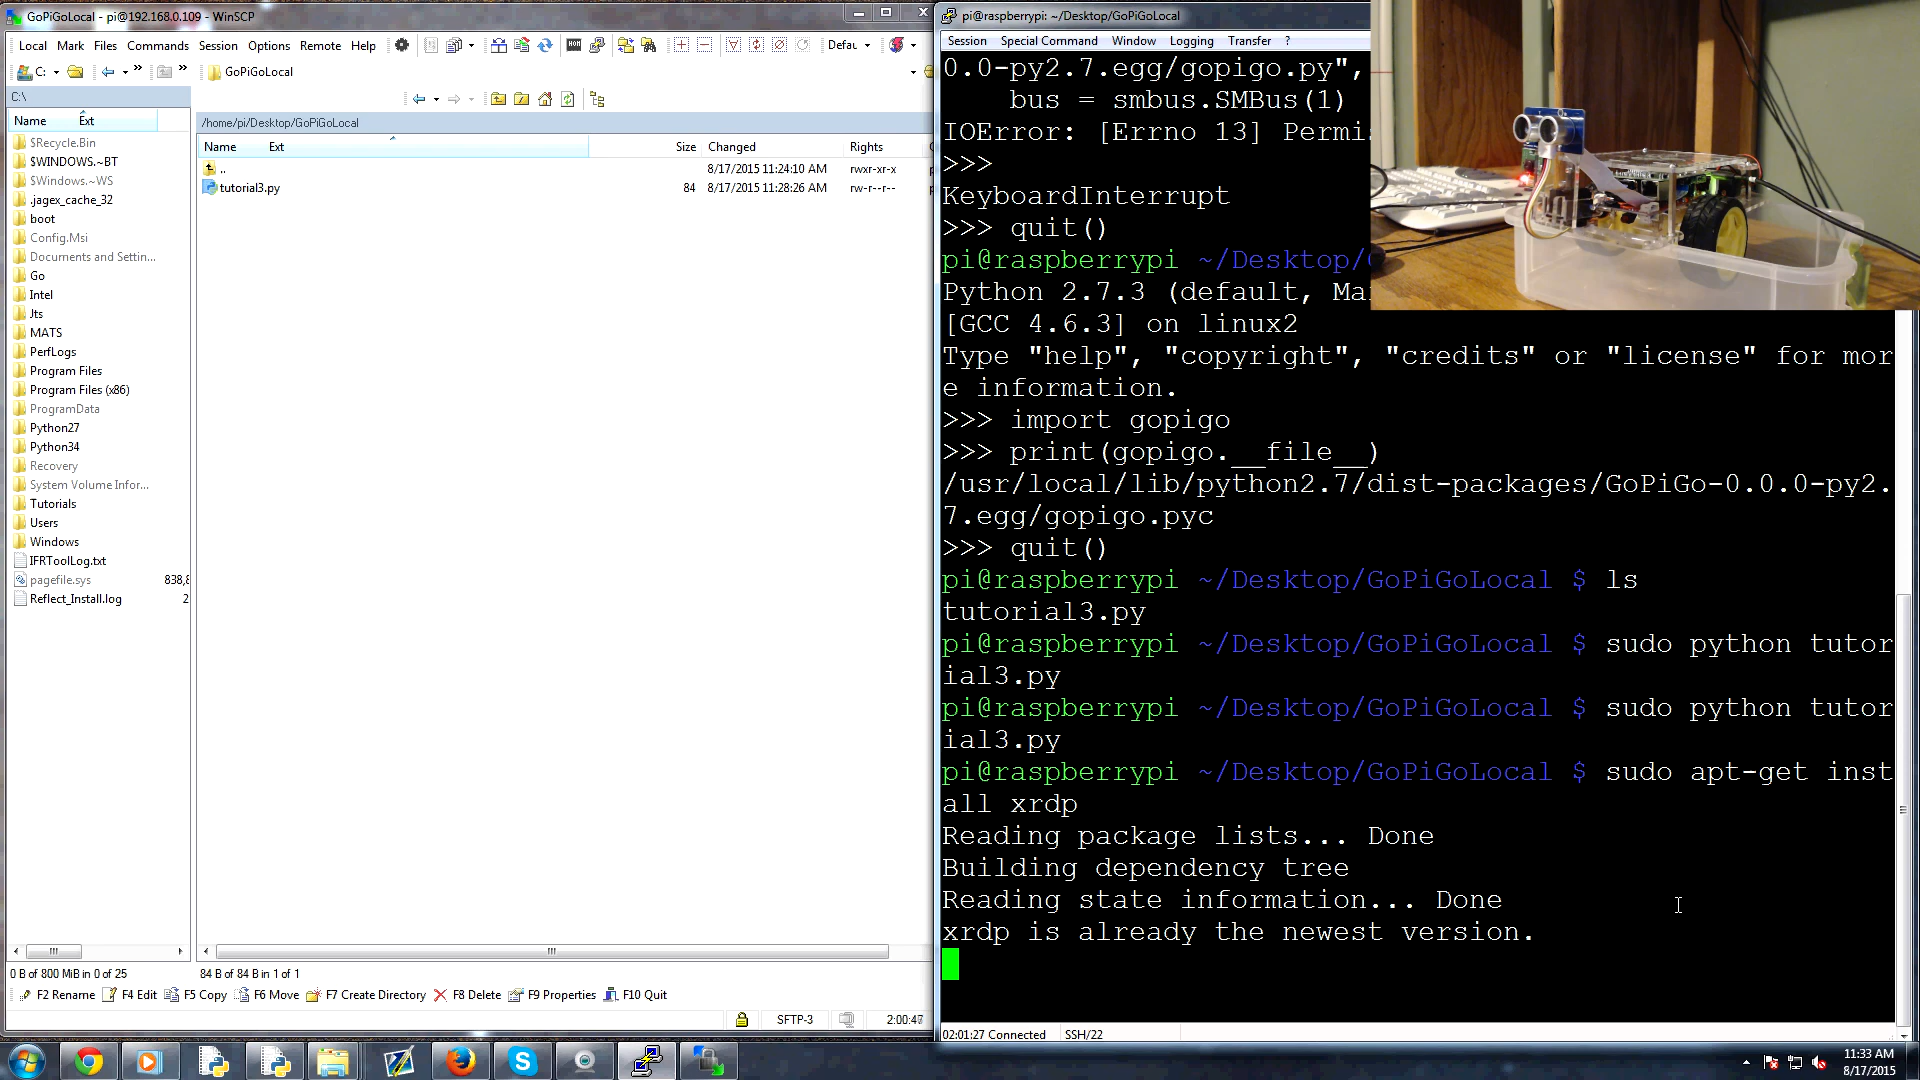 GoPiGoLocal - pi@192.168.0.109 - WinSCP
Local Mark Files Commands Session Options Remote Help Defau
C:
GoPiGoLocal
C:\
Name Ext
$Recycle.Bin
$WINDOWS.~BT
$Windows.~WS
.jagex_cache_32
boot
Config.Msi
Documents and Settin...
Go
Intel
Jts
MATS
PerfLogs
Program Files
Program Files (x86)
ProgramData
Python27
Python34
Recovery
System Volume Infor...
Tutorials
Users
Windows
IFRToolLog.txt
pagefile.sys 838,8
Reflect_Install.log 2
0 B of 800 MiB in 0 of 25
/home/pi/Desktop/GoPiGoLocal
Name Ext Size Changed Rights
.. 8/17/2015 11:24:10 AM rwxr-xr-x
tutorial3.py 84 8/17/2015 11:28:26 AM rw-r--r--
84 B of 84 B in 1 of 1
F2 Rename F4 Edit F5 Copy F6 Move F7 Create Directory F8 Delete F9 Properties F10 Quit
SFTP-3 2:00:47
pi@raspberrypi: ~/Desktop/GoPiGoLocal
Session Special Command Window Logging Transfer ?
0.0-py2.7.egg/gopigo.py",
bus = smbus.SMBus(1)
IOError: [Errno 13] Permis
>>>
KeyboardInterrupt
>>> quit()
pi@raspberrypi ~/Desktop/G
Python 2.7.3 (default, Mar
[GCC 4.6.3] on linux2
Type "help", "copyright", "credits" or "license" for mor
e information.
>>> import gopigo
>>> print(gopigo.__file__)
/usr/local/lib/python2.7/dist-packages/GoPiGo-0.0.0-py2.
7.egg/gopigo.pyc
>>> quit()
pi@raspberrypi ~/Desktop/GoPiGoLocal $ ls
tutorial3.py
pi@raspberrypi ~/Desktop/GoPiGoLocal $ sudo python tutor
ial3.py
pi@raspberrypi ~/Desktop/GoPiGoLocal $ sudo python tutor
ial3.py
pi@raspberrypi ~/Desktop/GoPiGoLocal $ sudo apt-get inst
all xrdp
Reading package lists... Done
Building dependency tree
Reading state information... Done
xrdp is already the newest version.
02:01:27 Connected SSH/22
11:33 AM
8/17/2015